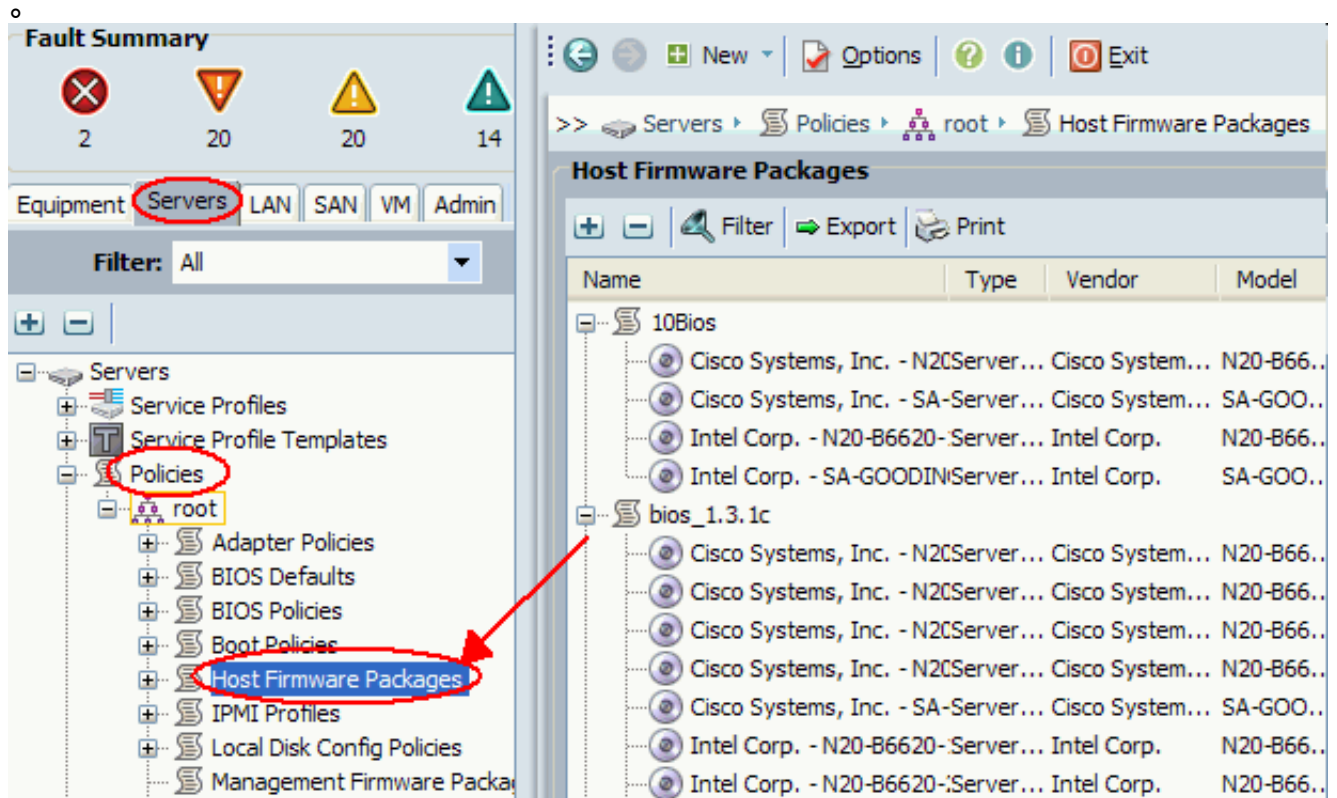 。
Fault Summary
2 20 20 14
Equipment Servers LAN SAN VM Admin
Filter: All
Servers
Service Profiles
Service Profile Templates
Policies
root
Adapter Policies
BIOS Defaults
BIOS Policies
Boot Policies
Host Firmware Packages
IPMI Profiles
Local Disk Config Policies
Management Firmware Packa
New Options Exit
>> Servers Policies root Host Firmware Packages
Host Firmware Packages
Filter Export Print
Name Type Vendor Model
10Bios
Cisco Systems, Inc. - N20 Server... Cisco System... N20-B66..
Cisco Systems, Inc. - SA- Server... Cisco System... SA-GOO..
Intel Corp. - N20-B6620- Server... Intel Corp. N20-B66..
Intel Corp. - SA-GOODIN Server... Intel Corp. SA-GOO..
bios_1.3.1c
Cisco Systems, Inc. - N20 Server... Cisco System... N20-B66..
Cisco Systems, Inc. - N20 Server... Cisco System... N20-B66..
Cisco Systems, Inc. - N20 Server... Cisco System... N20-B66..
Cisco Systems, Inc. - N20 Server... Cisco System... N20-B66..
Cisco Systems, Inc. - SA- Server... Cisco System... SA-GOO..
Intel Corp. - N20-B6620- Server... Intel Corp. N20-B66..
Intel Corp. - N20-B6620- Server... Intel Corp. N20-B66..